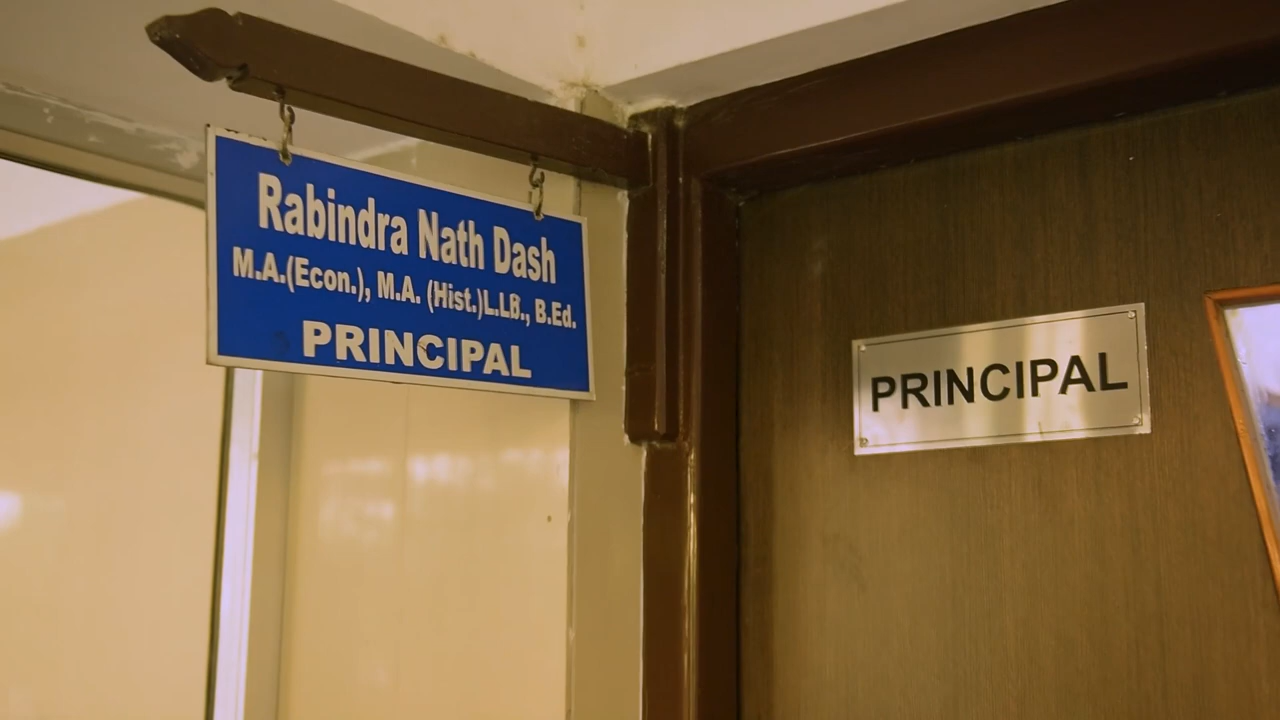 Rabindra Nath Dash
M.A.(Econ.), M.A. (Hist.)L.LB., B.Ed.
PRINCIPAL
PRINCIPAL